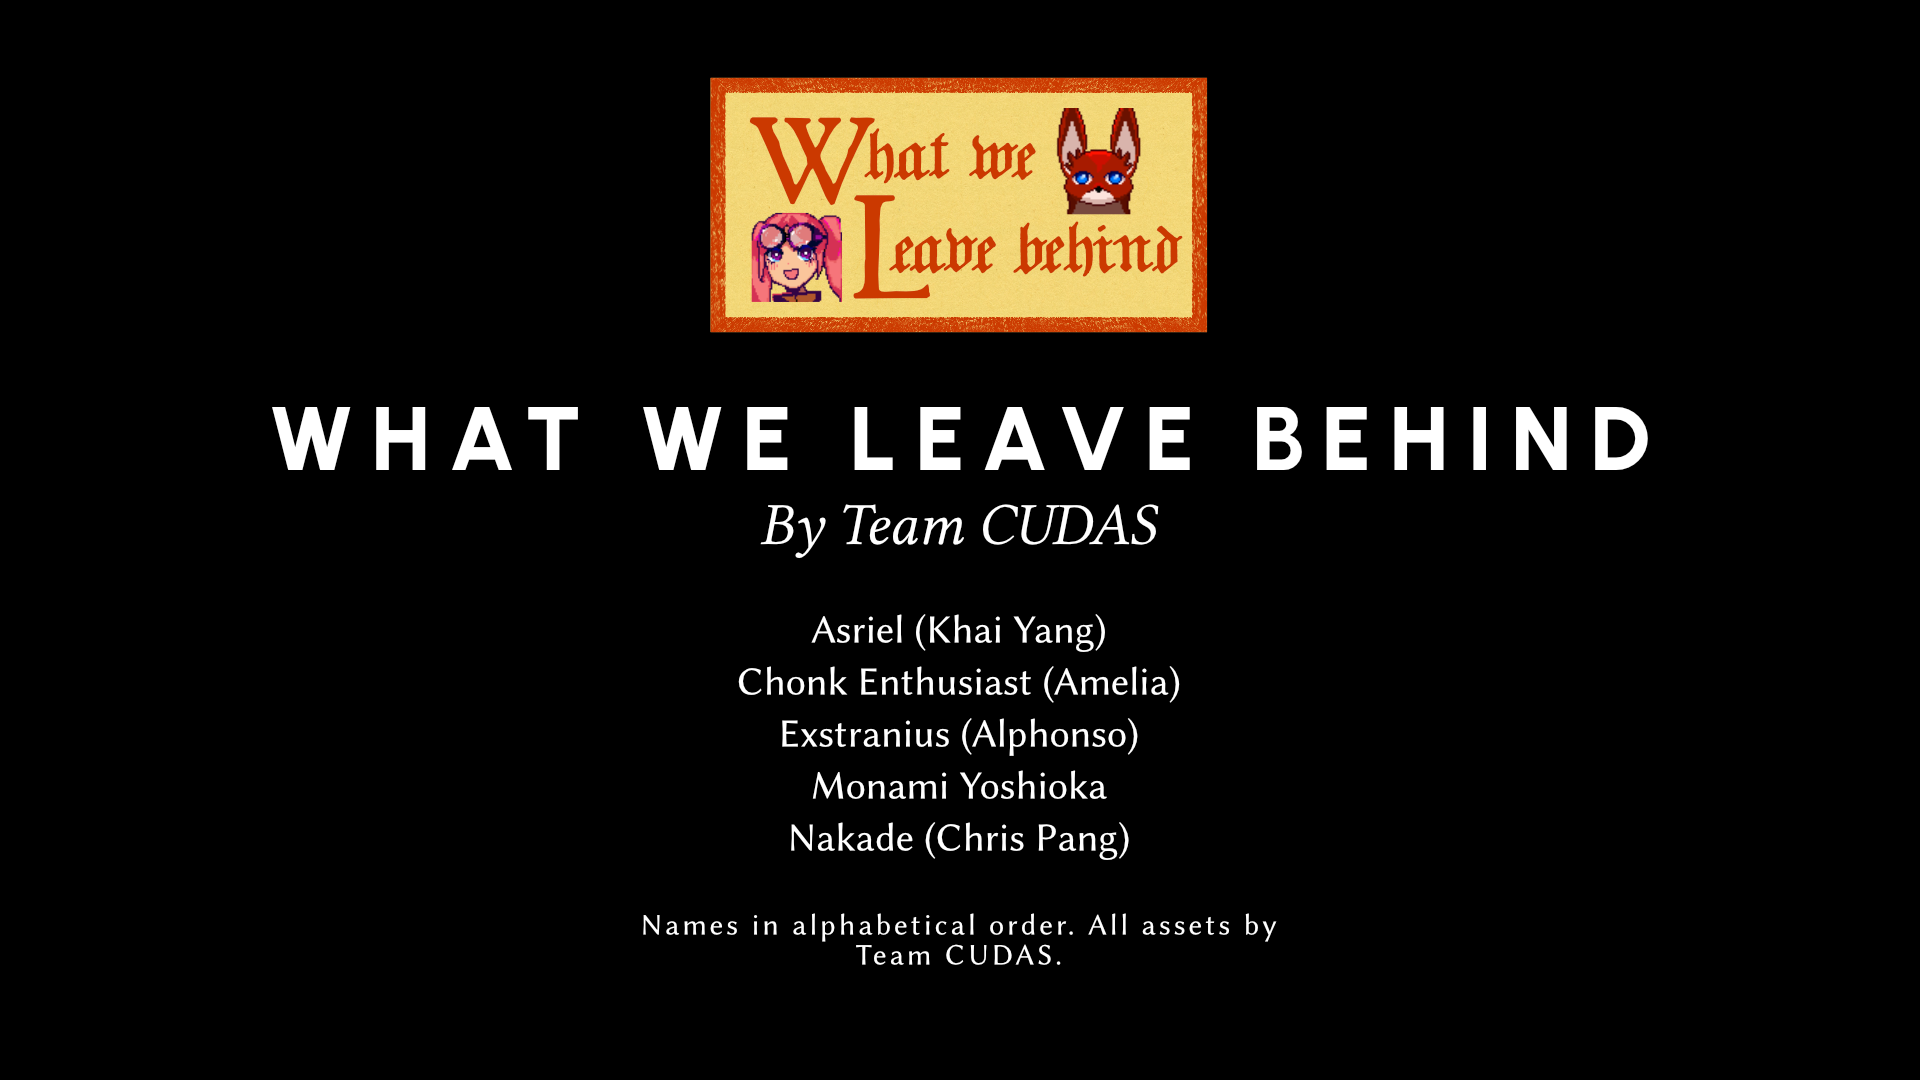 What we
Leave behind
WHAT WE LEAVE BEHIND
By Team CUDAS
Asriel (Khai Yang)
Chonk Enthusiast (Amelia)
Exstranius (Alphonso)
Monami Yoshioka
Nakade (Chris Pang)
Names in alphabetical order. All assets by
Team CUDAS.